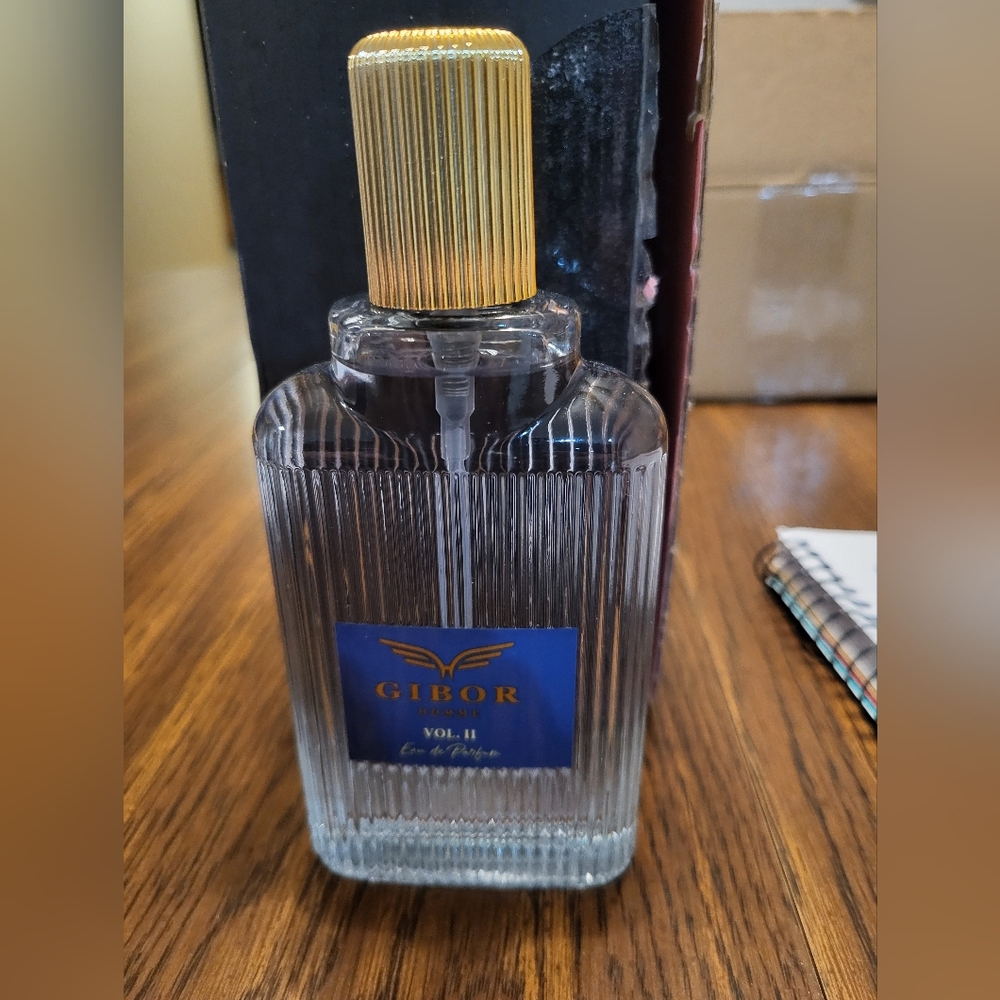 GIBOR
HOMME
VOL. II
Eau de Parfum